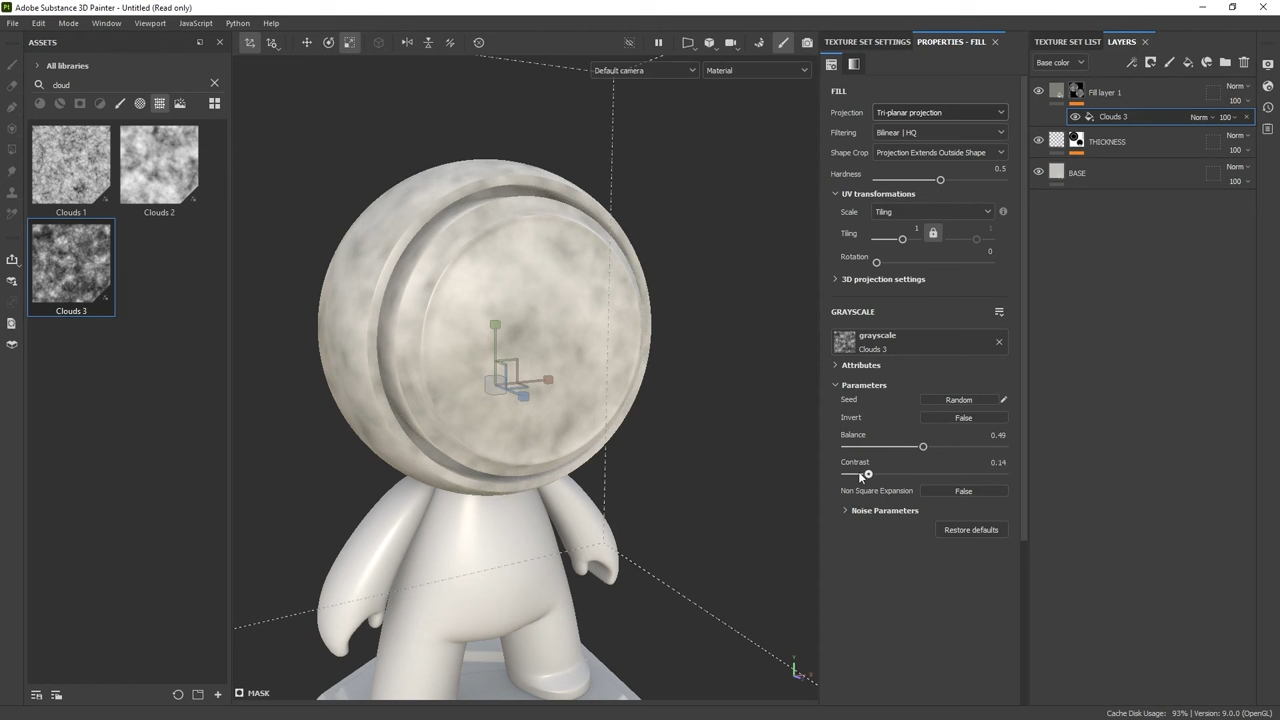 Adobe Substance 3D Painter - Untitled (Read only)
File Edit Mode Window Viewport JavaScript Python Help
ASSETS
All libraries
cloud
Clouds 1
Clouds 2
Clouds 3
Default camera
Material
MASK
TEXTURE SET SETTINGS
PROPERTIES - FILL
FILL
Projection Tri-planar projection
Filtering Bilinear | HQ
Shape Crop Projection Extends Outside Shape
Hardness 0.5
UV transformations
Scale Tiling
Tiling 1 1
Rotation 0
3D projection settings
GRAYSCALE
grayscale
Clouds 3
Attributes
Parameters
Seed Random
Invert False
Balance 0.49
Contrast 0.14
Non Square Expansion False
Noise Parameters
Restore defaults
TEXTURE SET LIST
LAYERS
Base color
Fill layer 1 Norm
100
Clouds 3 Norm 100
THICKNESS Norm
100
BASE Norm
100
Cache Disk Usage: 93% | Version: 9.0.0 (OpenGL)